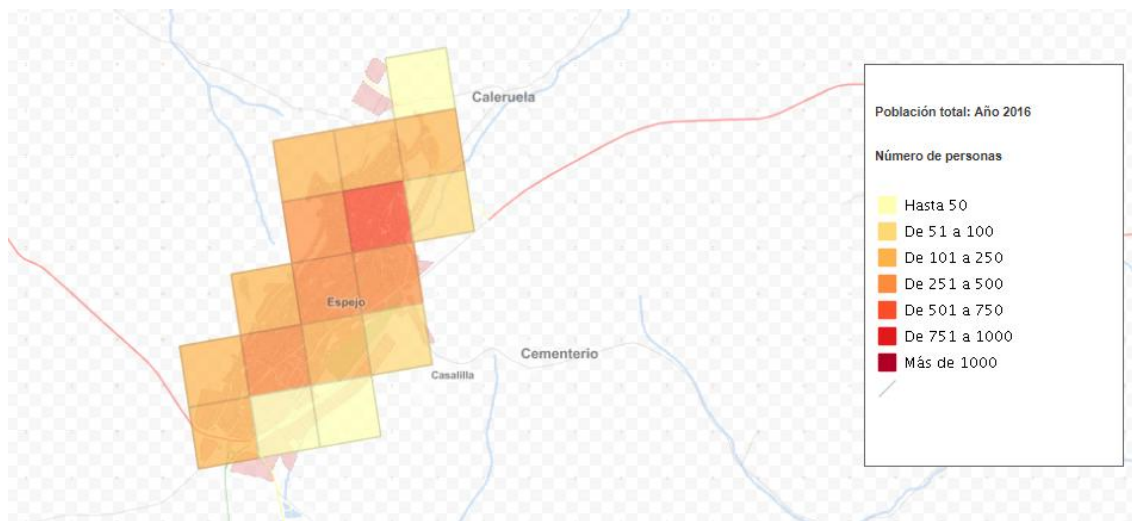 Caleruela
Espejo
Cementerio
Casalilla
Población total: Año 2016
Número de personas
Hasta 50
De 51 a 100
De 101 a 250
De 251 a 500
De 501 a 750
De 751 a 1000
Más de 1000